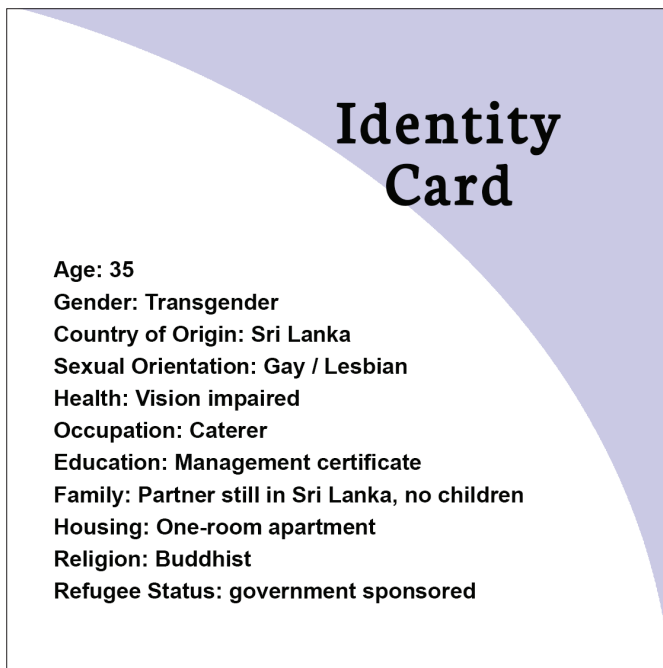 Identity
Card
Age: 35
Gender: Transgender
Country of Origin: Sri Lanka
Sexual Orientation: Gay / Lesbian
Health: Vision impaired
Occupation: Caterer
Education: Management certificate
Family: Partner still in Sri Lanka, no children
Housing: One-room apartment
Religion: Buddhist
Refugee Status: government sponsored